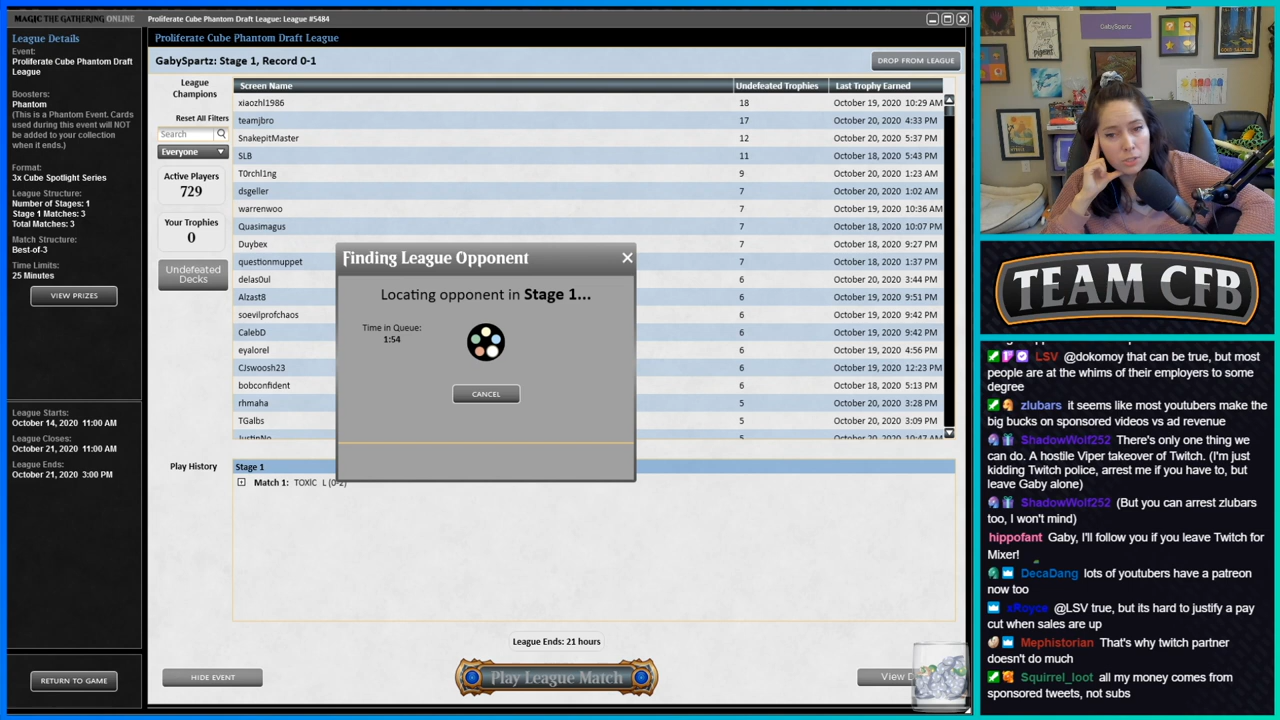 MAGIC THE GATHERING ONLINE
Proliferate Cube Phantom Draft League: League #5484
League Details
Event:
Proliferate Cube Phantom Draft
League
Boosters:
Phantom
(This is a Phantom Event. Cards
used during this event will NOT
be added to your collection
when it ends.)
Format:
3x Cube Spotlight Series
League Structure:
Number of Stages: 1
Stage 1 Matches: 3
Total Matches: 3
Match Structure:
Best-of-3
Time Limits:
25 Minutes
VIEW PRIZES
League Starts:
October 14, 2020 11:00 AM
League Closes:
October 21, 2020 11:00 AM
League Ends:
October 21, 2020 3:00 PM
RETURN TO GAME
Proliferate Cube Phantom Draft League
GabySpartz: Stage 1, Record 0-1
DROP FROM LEAGUE
League
Champions
Reset All Filters
Search
Everyone
Active Players
729
Your Trophies
0
Undefeated
Decks
Screen Name Undefeated Trophies Last Trophy Earned
xiaozhl1986 18 October 19, 2020 10:29 AM
teamjbro 17 October 20, 2020 4:33 PM
SnakepitMaster 12 October 20, 2020 5:37 PM
SLB 11 October 18, 2020 5:43 PM
T0rchl1ng 9 October 20, 2020 1:23 AM
dsgeller 7 October 20, 2020 1:02 AM
warrenwoo 7 October 19, 2020 10:36 AM
Quasimagus 7 October 18, 2020 10:07 PM
Duybex 7 October 18, 2020 9:27 PM
questionmuppet 7 October 18, 2020 1:37 PM
delas0ul 6 October 20, 2020 3:44 PM
Alzast8 6 October 19, 2020 9:51 PM
soevilprofchaos 6 October 19, 2020 9:42 PM
CalebD 6 October 19, 2020 9:42 PM
eyalorel 6 October 19, 2020 4:56 PM
CJswoosh23 6 October 19, 2020 12:23 PM
bobconfident 6 October 18, 2020 5:13 PM
rhmaha 5 October 20, 2020 3:28 PM
TGalbs 5 October 20, 2020 3:09 PM
JustinNo 5 October 20, 2020 10:47 AM
Finding League Opponent
Locating opponent in Stage 1...
Time in Queue:
1:54
CANCEL
Play History
Stage 1
Match 1: TOXIC L (0-2)
League Ends: 21 hours
HIDE EVENT
Play League Match
View D
GabySpartz
pigeon
TEAM CFB
LSV @dokomoy that can be true, but most
people are at the whims of their employers to some
degree
zlubars it seems like most youtubers make the
big bucks on sponsored videos vs ad revenue
ShadowWolf252 There's only one thing we
can do. A hostile Viper takeover of Twitch. (I'm just
kidding Twitch police, arrest me if you have to, but
leave Gaby alone)
ShadowWolf252 (But you can arrest zlubars
too, I won't mind)
hippofant Gaby, I'll follow you if you leave Twitch for
Mixer!
DecaDang lots of youtubers have a patreon
now too
xRoyce @LSV true, but its hard to justify a pay
cut when sales are up
Mephistorian That's why twitch partner
doesn't do much
Squirrel_loot all my money comes from
sponsored tweets, not subs